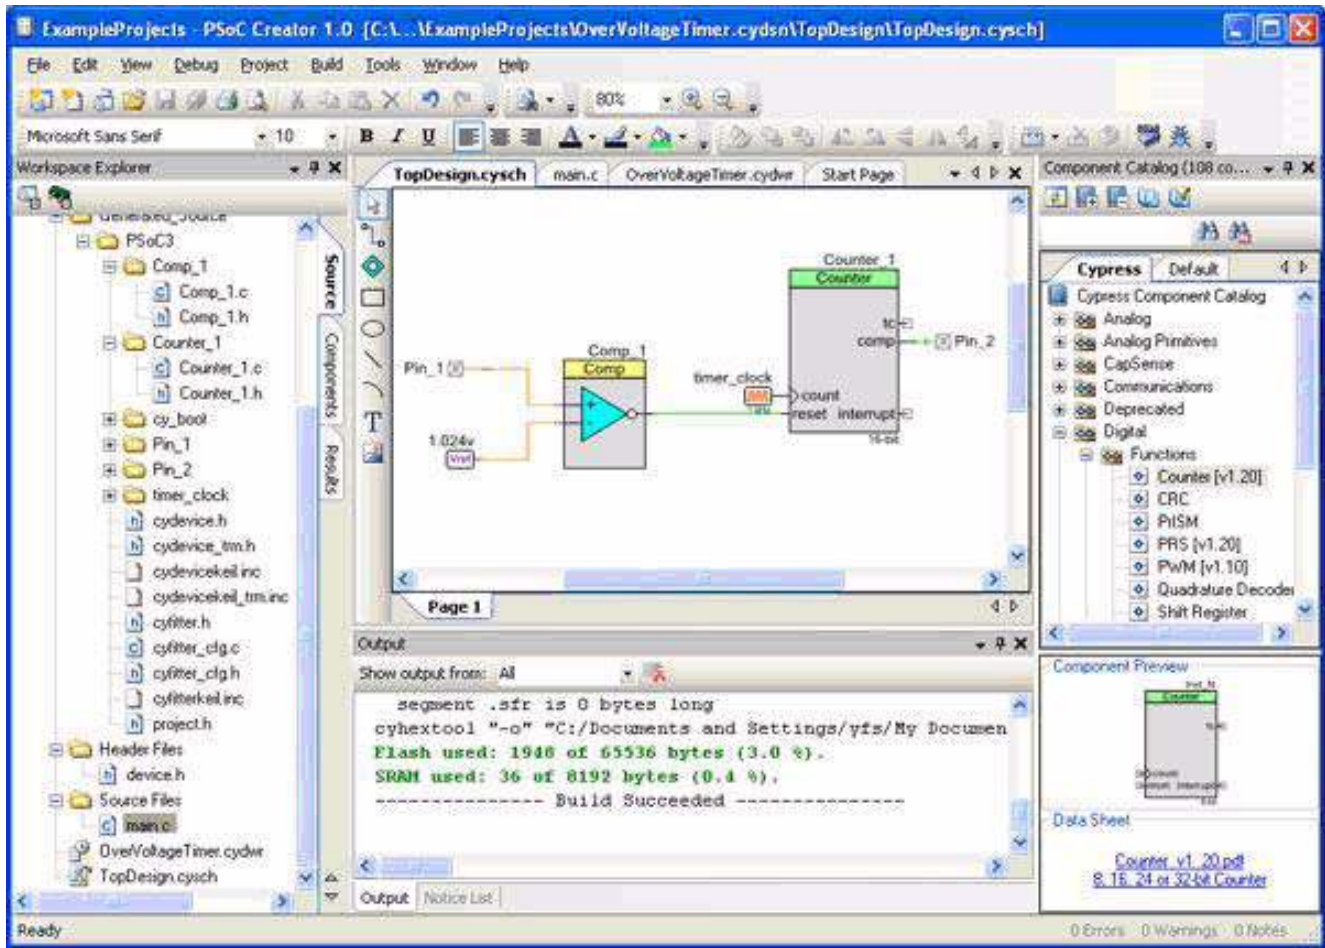 ExampleProjects - PSoC Creator 1.0 [C:\...\ExampleProjects\OverVoltageTimer.cydsn\TopDesign\TopDesign.cysch]
File Edit View Debug Project Build Tools Window Help
80%
Microsoft Sans Serif 10 B I U A
Workspace Explorer
Generated_Source
PSoC3
Comp_1
Comp_1.c
Comp_1.h
Counter_1
Counter_1.c
Counter_1.h
cy_boot
Pin_1
Pin_2
timer_clock
cydevice.h
cydevice_trm.h
cydevicekeil.inc
cydevicekeil_trm.inc
cyfitter.h
cyfitter_cfg.c
cyfitter_cfg.h
cyfitterkeil.inc
project.h
Header Files
device.h
Source Files
main.c
OverVoltageTimer.cydwr
TopDesign.cysch
Source
Components
Results
TopDesign.cysch main.c OverVoltageTimer.cydwr Start Page
T
Counter_1
Counter
tc
comp
Pin_2
count
reset interrupt
16-bit
timer_clock
Comp_1
Comp
Pin_1
1.024v
Vref
Page 1
Output
Show output from: All
segment .sfr is 0 bytes long
cyhextool "-o" "C:/Documents and Settings/yfs/My Documen
Flash used: 1948 of 65536 bytes (3.0 %).
SRAM used: 36 of 8192 bytes (0.4 %).
--------------- Build Succeeded ---------------
Output Notice List
Component Catalog (108 co...
Cypress Default
Cypress Component Catalog
Analog
Analog Primitives
CapSense
Communications
Deprecated
Digital
Functions
Counter [v1.20]
CRC
PrISM
PRS [v1.20]
PWM [v1.10]
Quadrature Decoder
Shift Register
Component Preview
Counter
Data Sheet
Counter_v1_20.pdf
8, 16, 24 or 32-bit Counter
Ready
0 Errors 0 Warnings 0 Notes